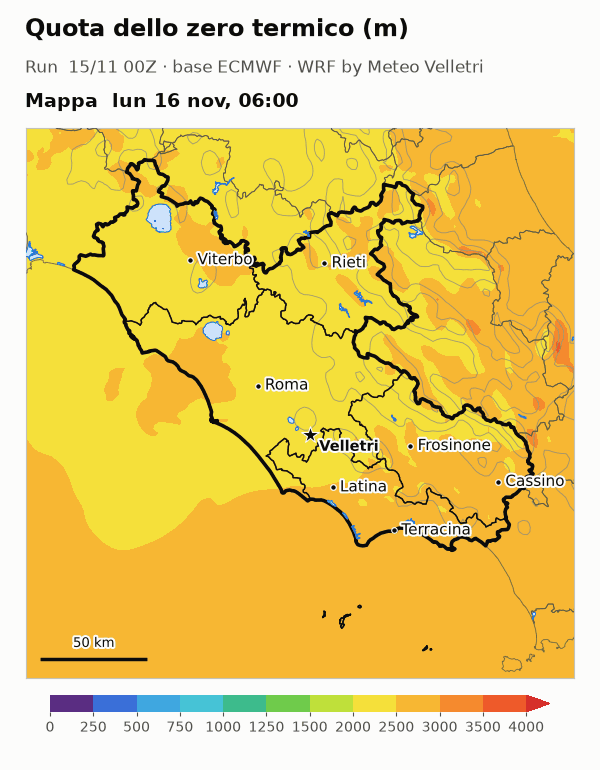 Quota dello zero termico (m)
Run 15/11 00Z · base ECMWF · WRF by Meteo Velletri
Mappa lun 16 nov, 06:00
Viterbo
Rieti
Roma
Velletri
Frosinone
Latina
Cassino
Terracina
50 km
0 250 500 750 1000 1250 1500 2000 2500 3000 3500 4000